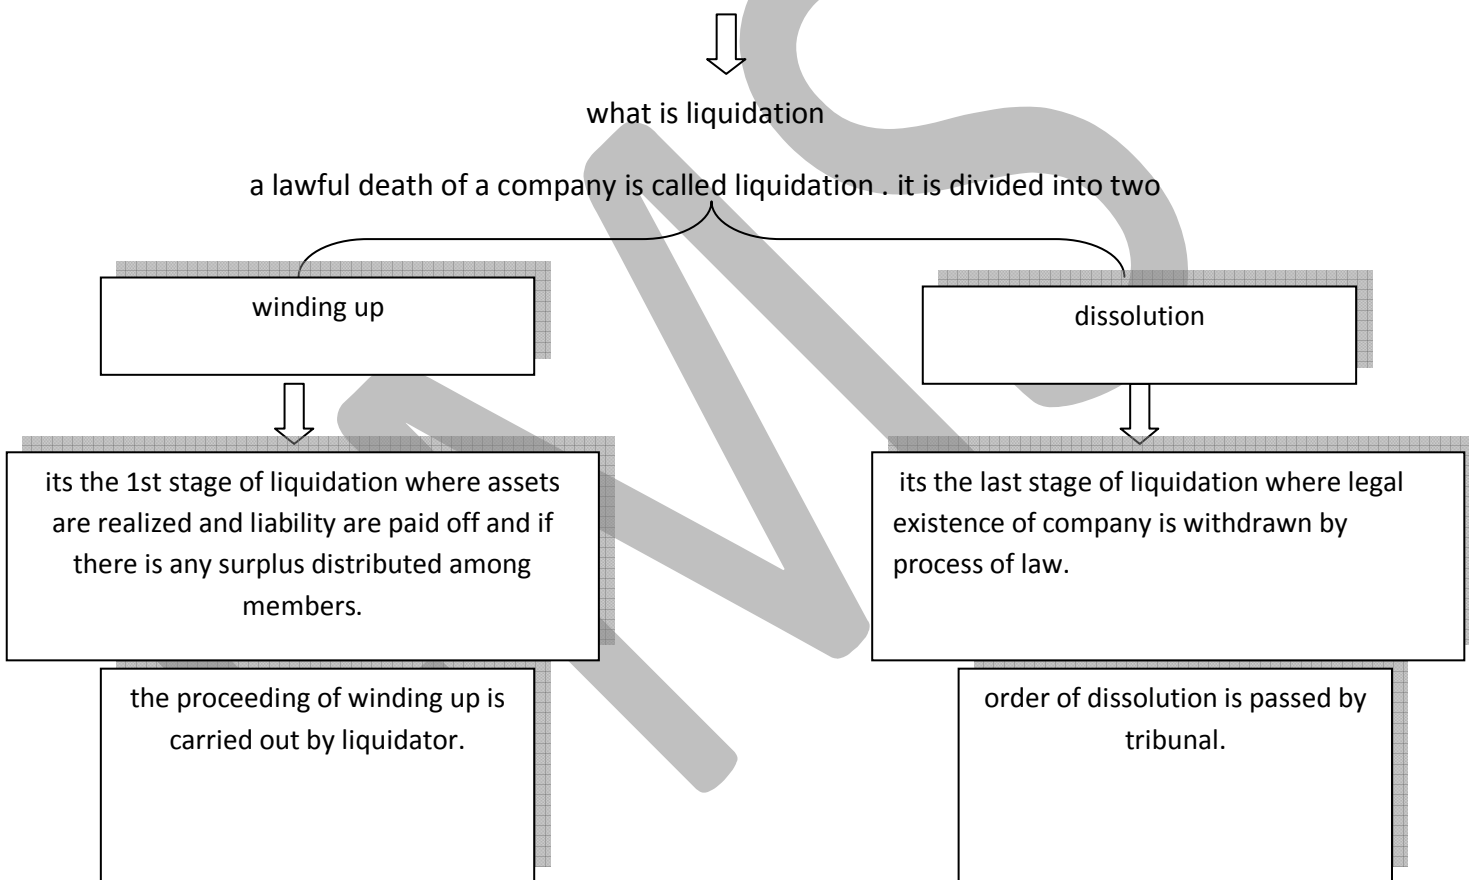 what is liquidation
a lawful death of a company is called liquidation . it is divided into two
winding up
dissolution
its the 1st stage of liquidation where assets
are realized and liability are paid off and if
there is any surplus distributed among
members.
its the last stage of liquidation where legal
existence of company is withdrawn by
process of law.
the proceeding of winding up is
carried out by liquidator.
order of dissolution is passed by
tribunal.